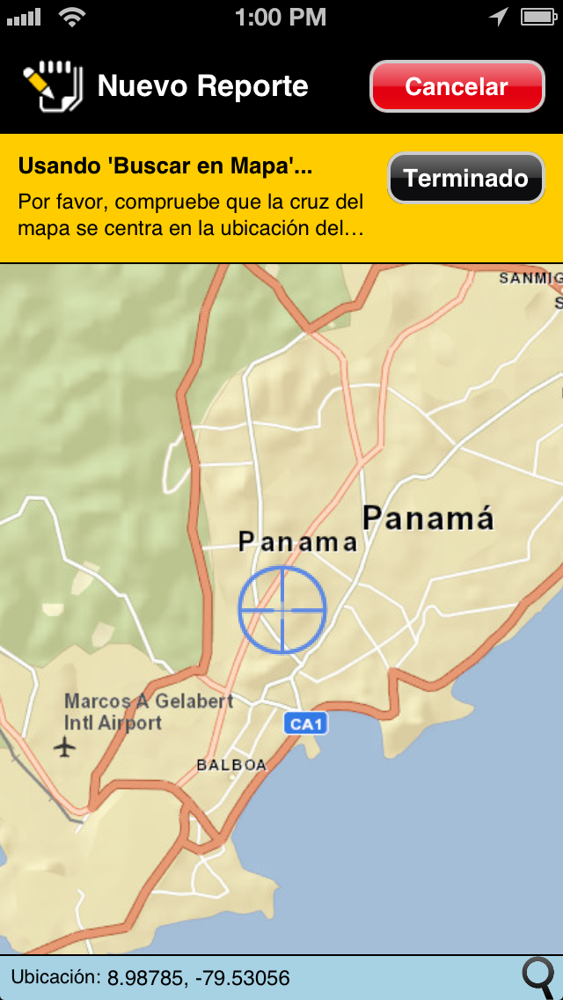 1:00 PM
Nuevo Reporte
Cancelar
Usando 'Buscar en Mapa'...
Terminado
Por favor, compruebe que la cruz del
mapa se centra en la ubicación del…
SANMIG
S
Panamá
Panama
Marcos A Gelabert
Intl Airport
CA1
BALBOA
Ubicación: 8.98785, -79.53056